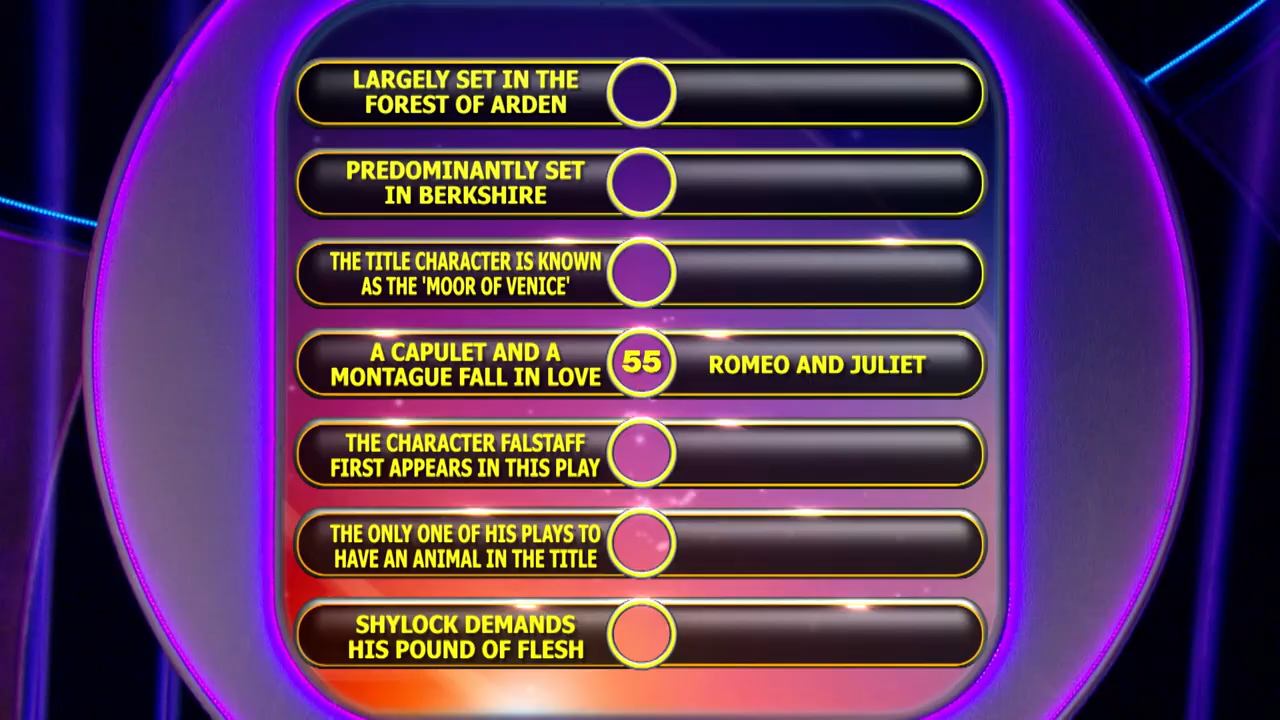 LARGELY SET IN THE
FOREST OF ARDEN
PREDOMINANTLY SET
IN BERKSHIRE
THE TITLE CHARACTER IS KNOWN
AS THE 'MOOR OF VENICE'
A CAPULET AND A
MONTAGUE FALL IN LOVE
55
ROMEO AND JULIET
THE CHARACTER FALSTAFF
FIRST APPEARS IN THIS PLAY
THE ONLY ONE OF HIS PLAYS TO
HAVE AN ANIMAL IN THE TITLE
SHYLOCK DEMANDS
HIS POUND OF FLESH